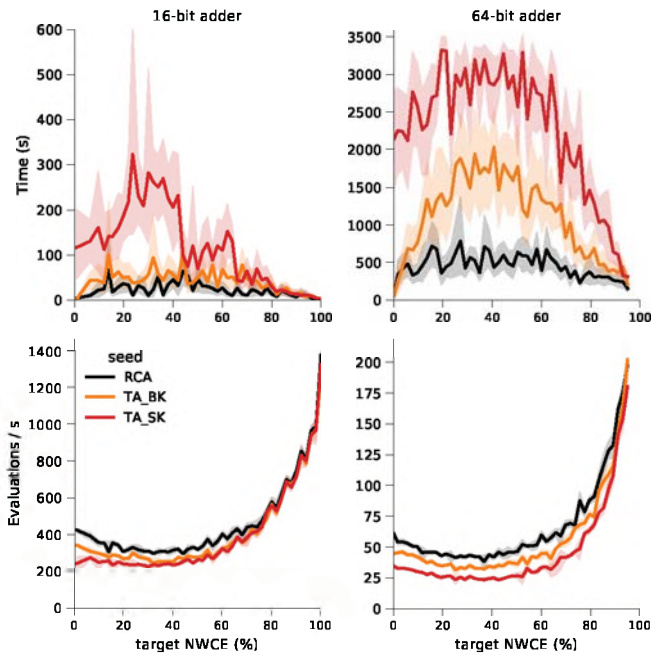 16-bit adder
64-bit adder
Time (s)
600
500
400
300
200
100
0
0 20 40 60 80 100
3500
3000
2500
2000
1500
1000
500
0
0 20 40 60 80 100
Evaluations / s
1400
1200
1000
800
600
400
200
0
seed
RCA
TA_BK
TA_SK
0 20 40 60 80 100
target NWCE (%)
200
175
150
125
100
75
50
25
0
0 20 40 60 80 100
target NWCE (%)